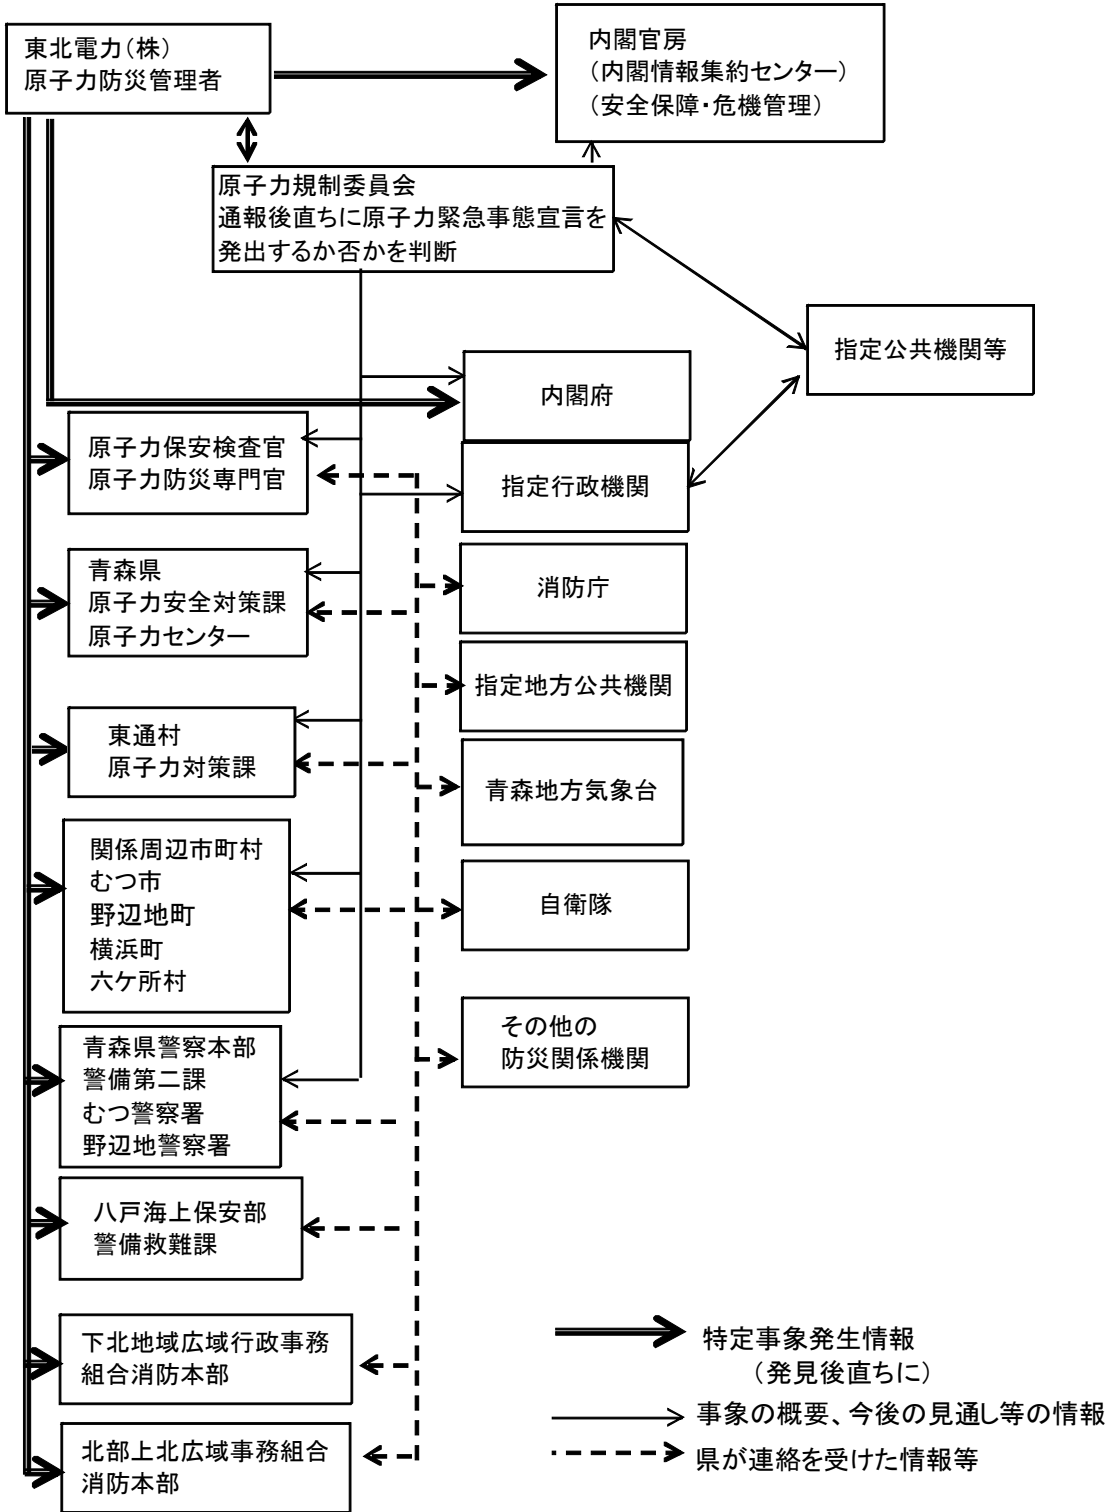 東北電力（株）
原子力防災管理者
内閣官房
（内閣情報集約センター）
（安全保障・危機管理）
原子力規制委員会
通報後直ちに原子力緊急事態宣言を
発出するか否かを判断
指定公共機関等
内閣府
原子力保安検査官
原子力防災専門官
指定行政機関
青森県
原子力安全対策課
原子力センター
消防庁
指定地方公共機関
東通村
原子力対策課
青森地方気象台
関係周辺市町村
むつ市
野辺地町
横浜町
六ケ所村
自衛隊
青森県警察本部
警備第二課
むつ警察署
野辺地警察署
その他の
防災関係機関
八戸海上保安部
警備救難課
下北地域広域行政事務
組合消防本部
北部上北広域事務組合
消防本部
特定事象発生情報
（発見後直ちに）
事象の概要、今後の見通し等の情報
県が連絡を受けた情報等